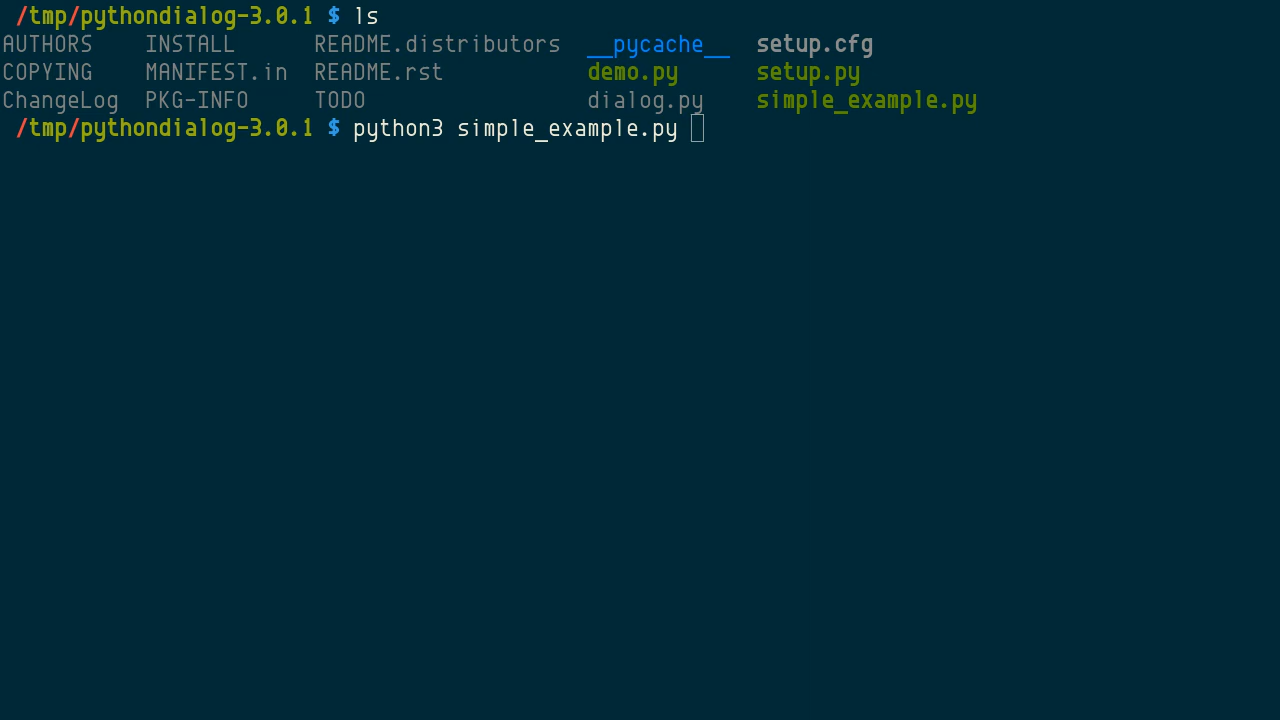 /tmp/pythondialog-3.0.1 $ ls
AUTHORS INSTALL README.distributors __pycache__ setup.cfg
COPYING MANIFEST.in README.rst demo.py setup.py
ChangeLog PKG-INFO TODO dialog.py simple_example.py
/tmp/pythondialog-3.0.1 $ python3 simple_example.py